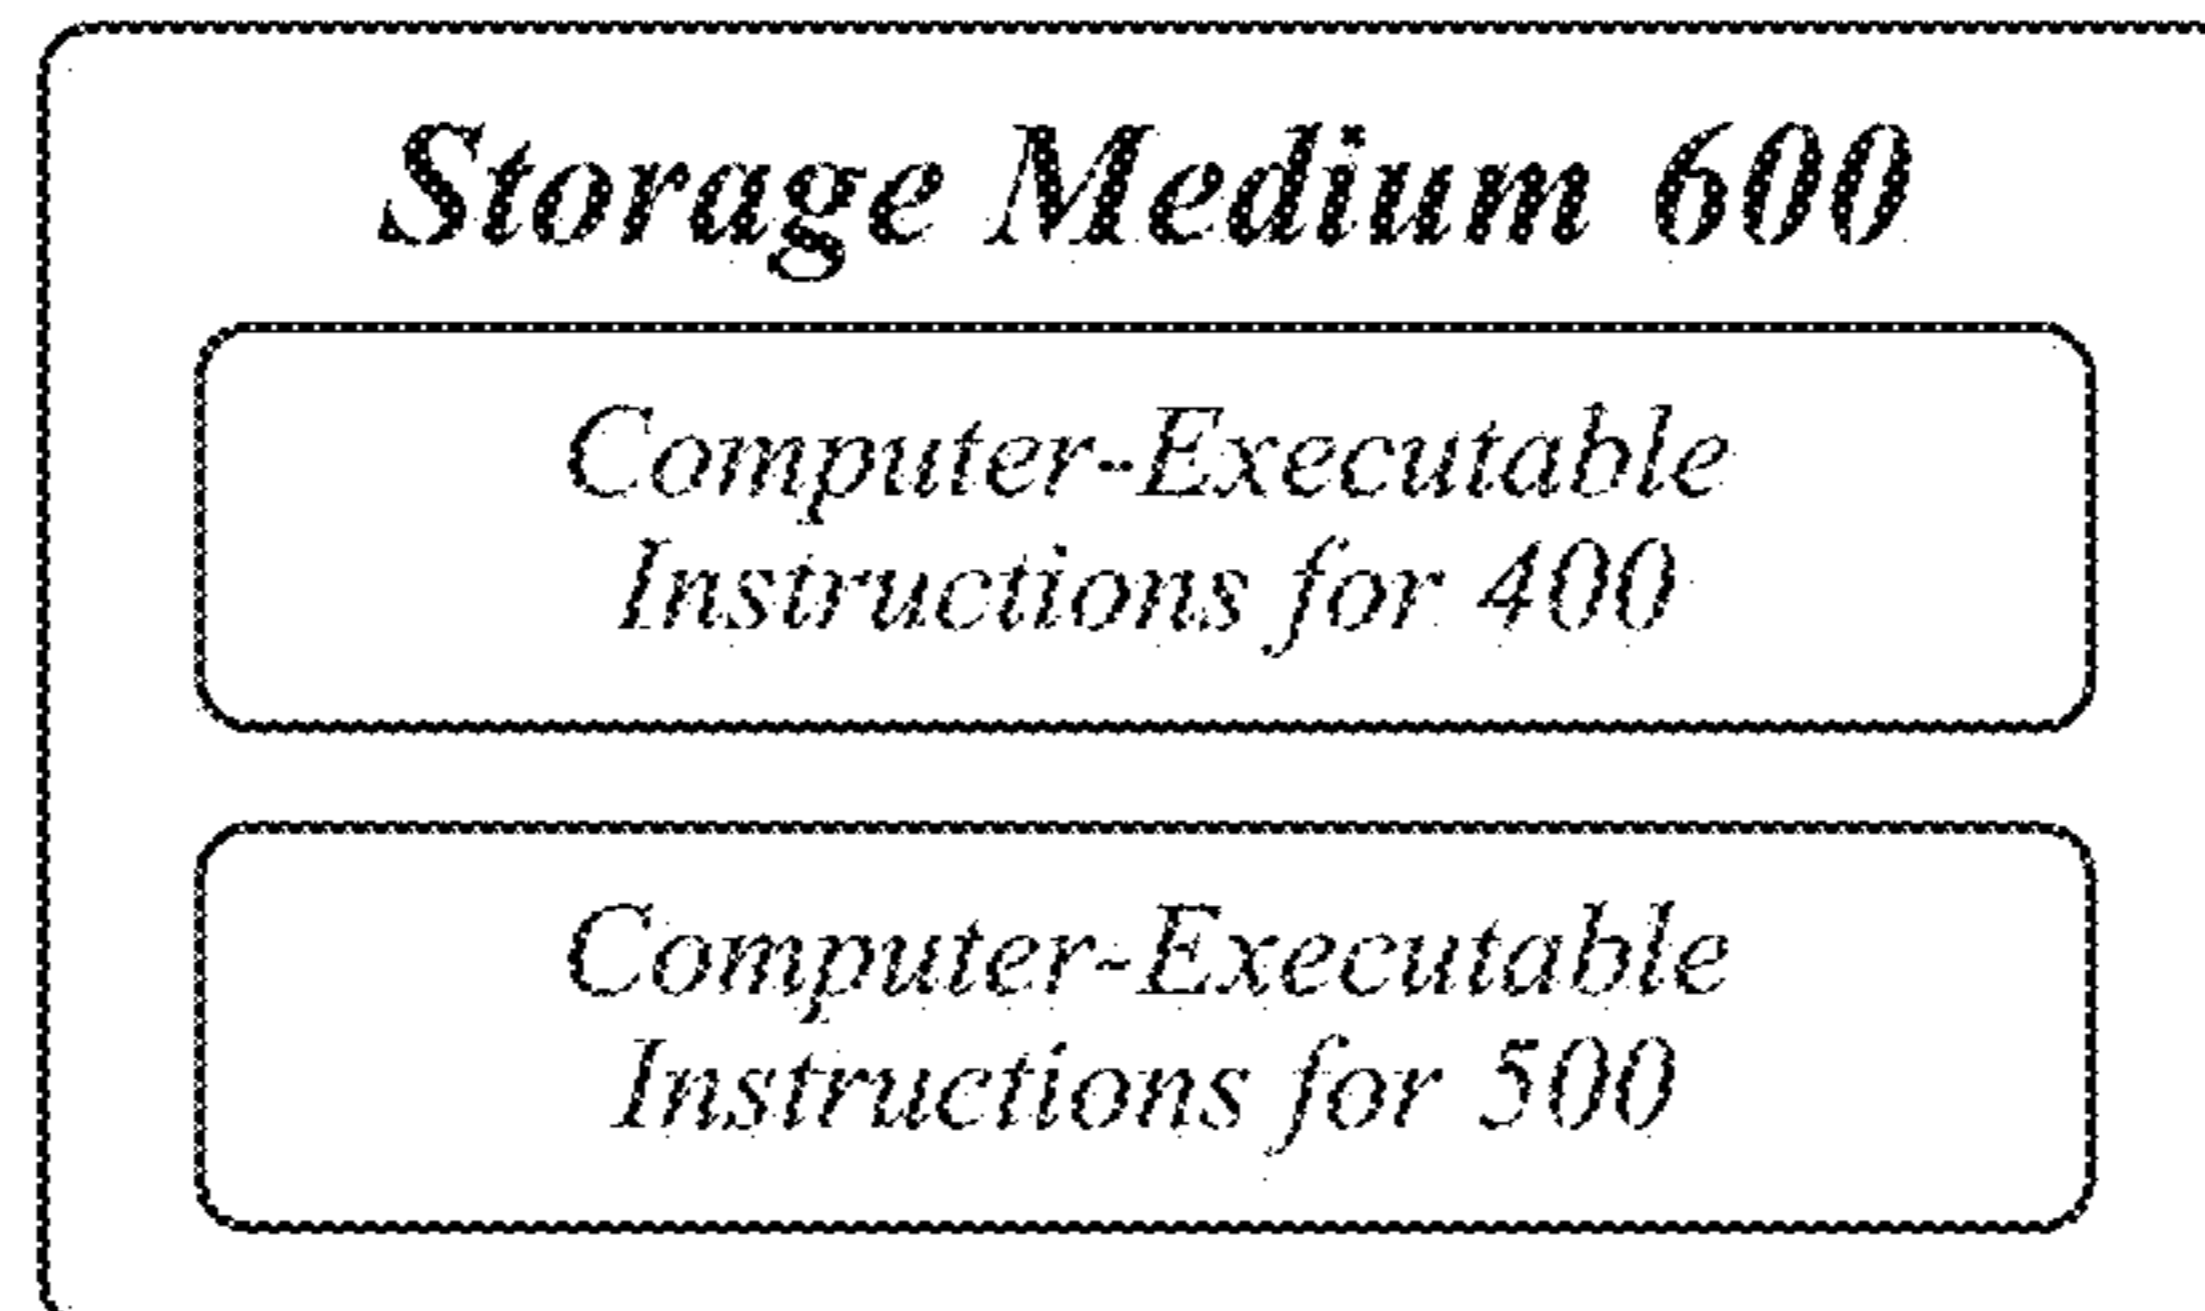 Storage Medium 600
Computer-Executable
Instructions for 400
Computer-Executable
Instructions for 500